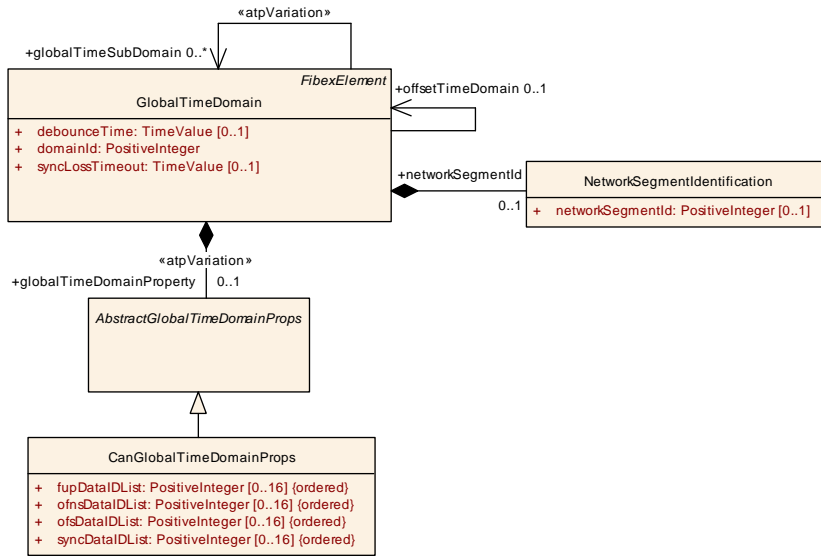 «atpVariation»
+globalTimeSubDomain 0..*
FibexElement
GlobalTimeDomain
+ debounceTime: TimeValue [0..1]
+ domainId: PositiveInteger
+ syncLossTimeout: TimeValue [0..1]
+offsetTimeDomain 0..1
+networkSegmentId
0..1
NetworkSegmentIdentification
+ networkSegmentId: PositiveInteger [0..1]
«atpVariation»
+globalTimeDomainProperty 0..1
AbstractGlobalTimeDomainProps
CanGlobalTimeDomainProps
+ fupDataIDList: PositiveInteger [0..16] {ordered}
+ ofnsDataIDList: PositiveInteger [0..16] {ordered}
+ ofsDataIDList: PositiveInteger [0..16] {ordered}
+ syncDataIDList: PositiveInteger [0..16] {ordered}